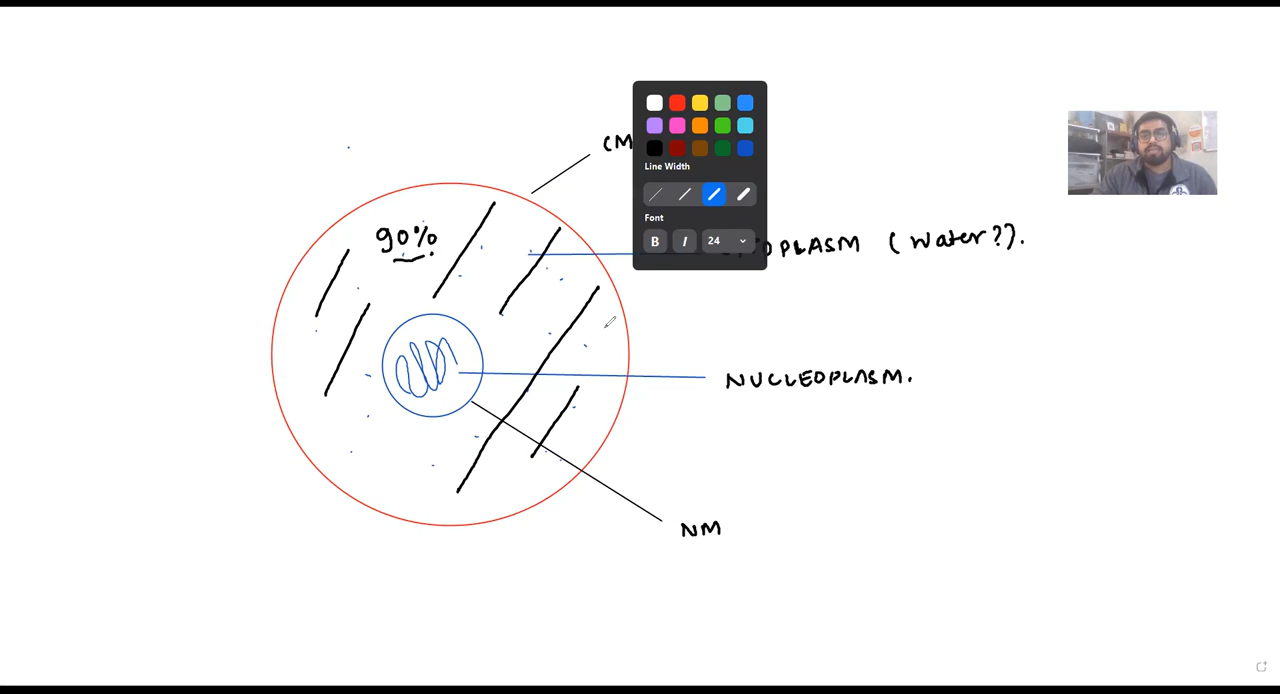 CM
90%
Line Width
Font
B I 24
PLASM (Water??).
NUCLEOPLASM.
NM